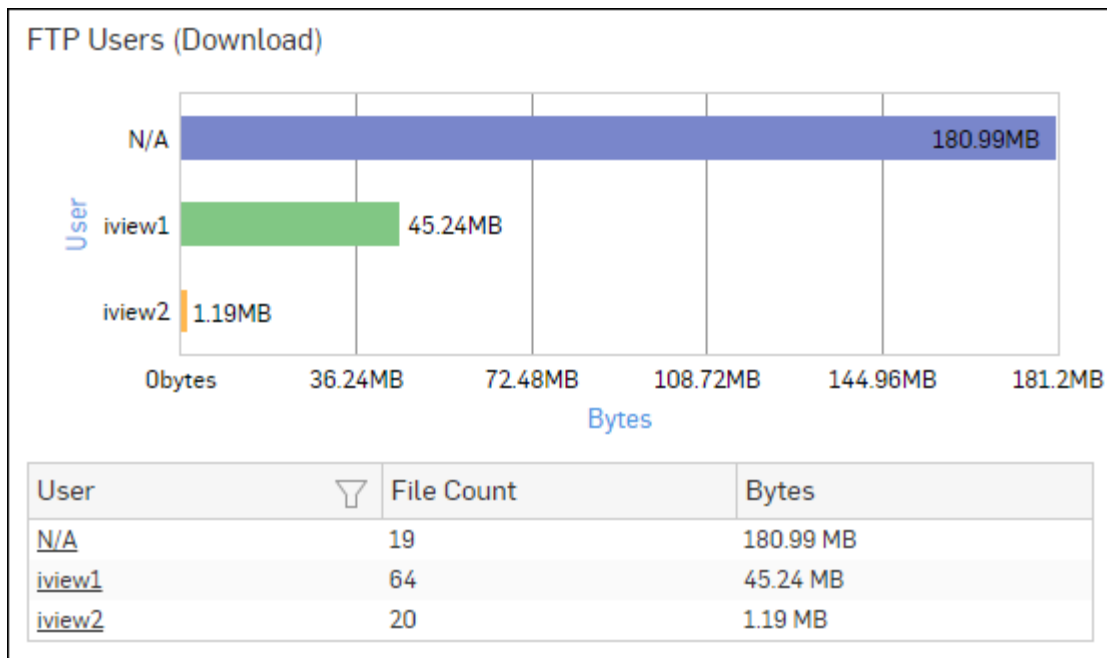 FTP Users (Download)
N/A
180.99MB
User
iview1
45.24MB
iview2
1.19MB
0bytes 36.24MB 72.48MB 108.72MB 144.96MB 181.2MB
Bytes
User File Count Bytes
N/A 19 180.99 MB
iview1 64 45.24 MB
iview2 20 1.19 MB